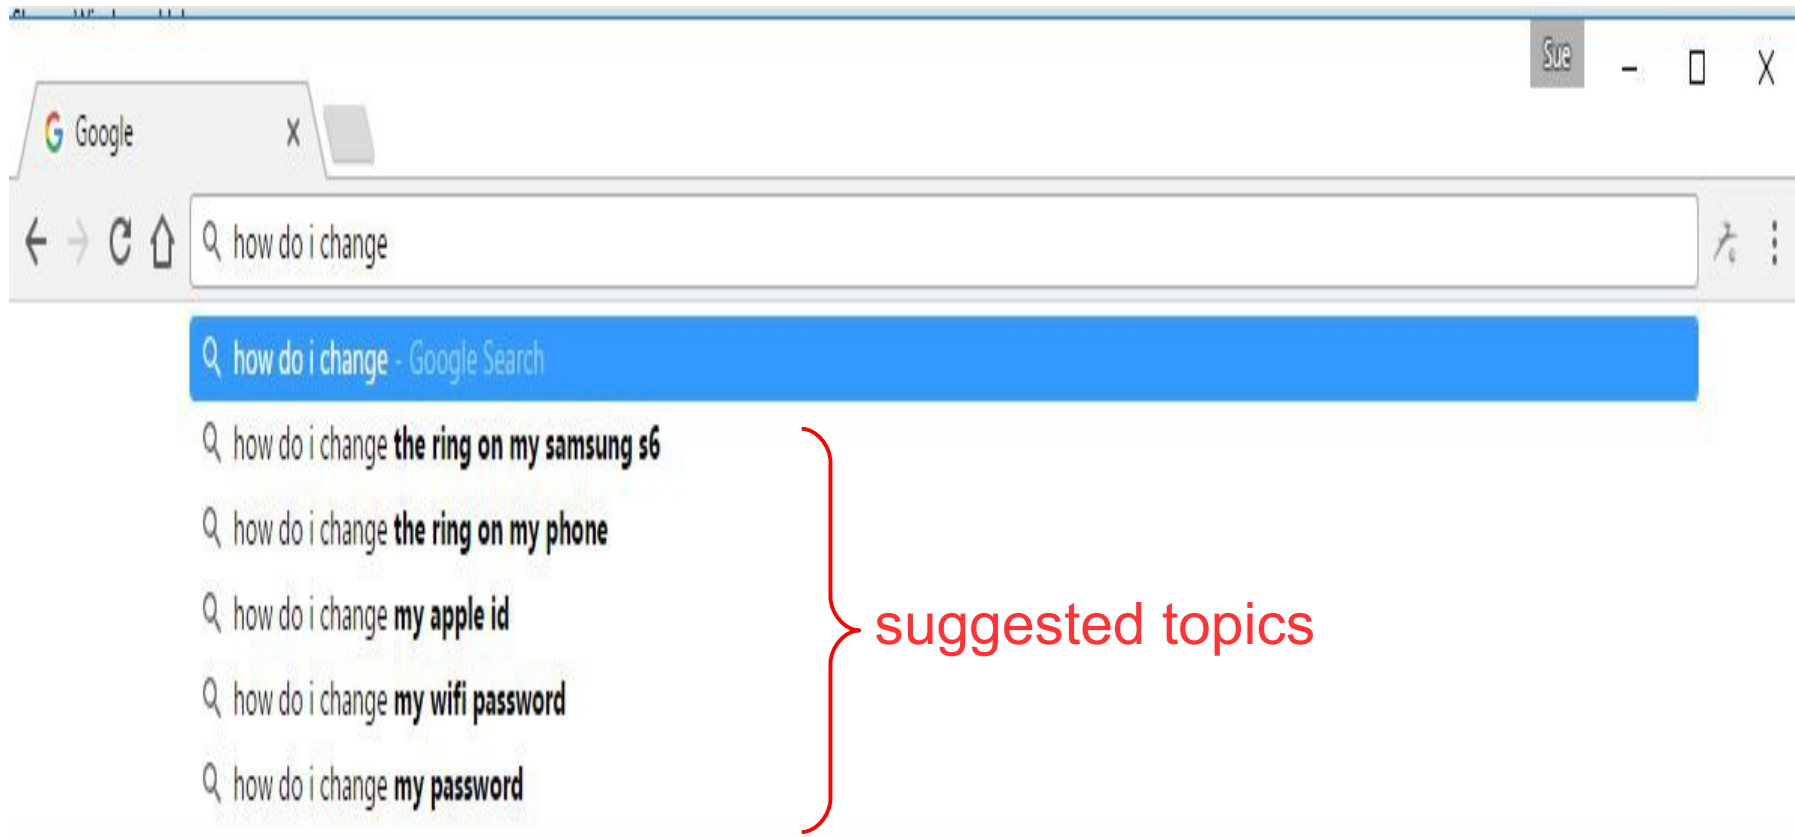 Sue
Google
how do i change
how do i change - Google Search
how do i change the ring on my samsung s6
how do i change the ring on my phone
how do i change my apple id
suggested topics
how do i change my wifi password
how do i change my password